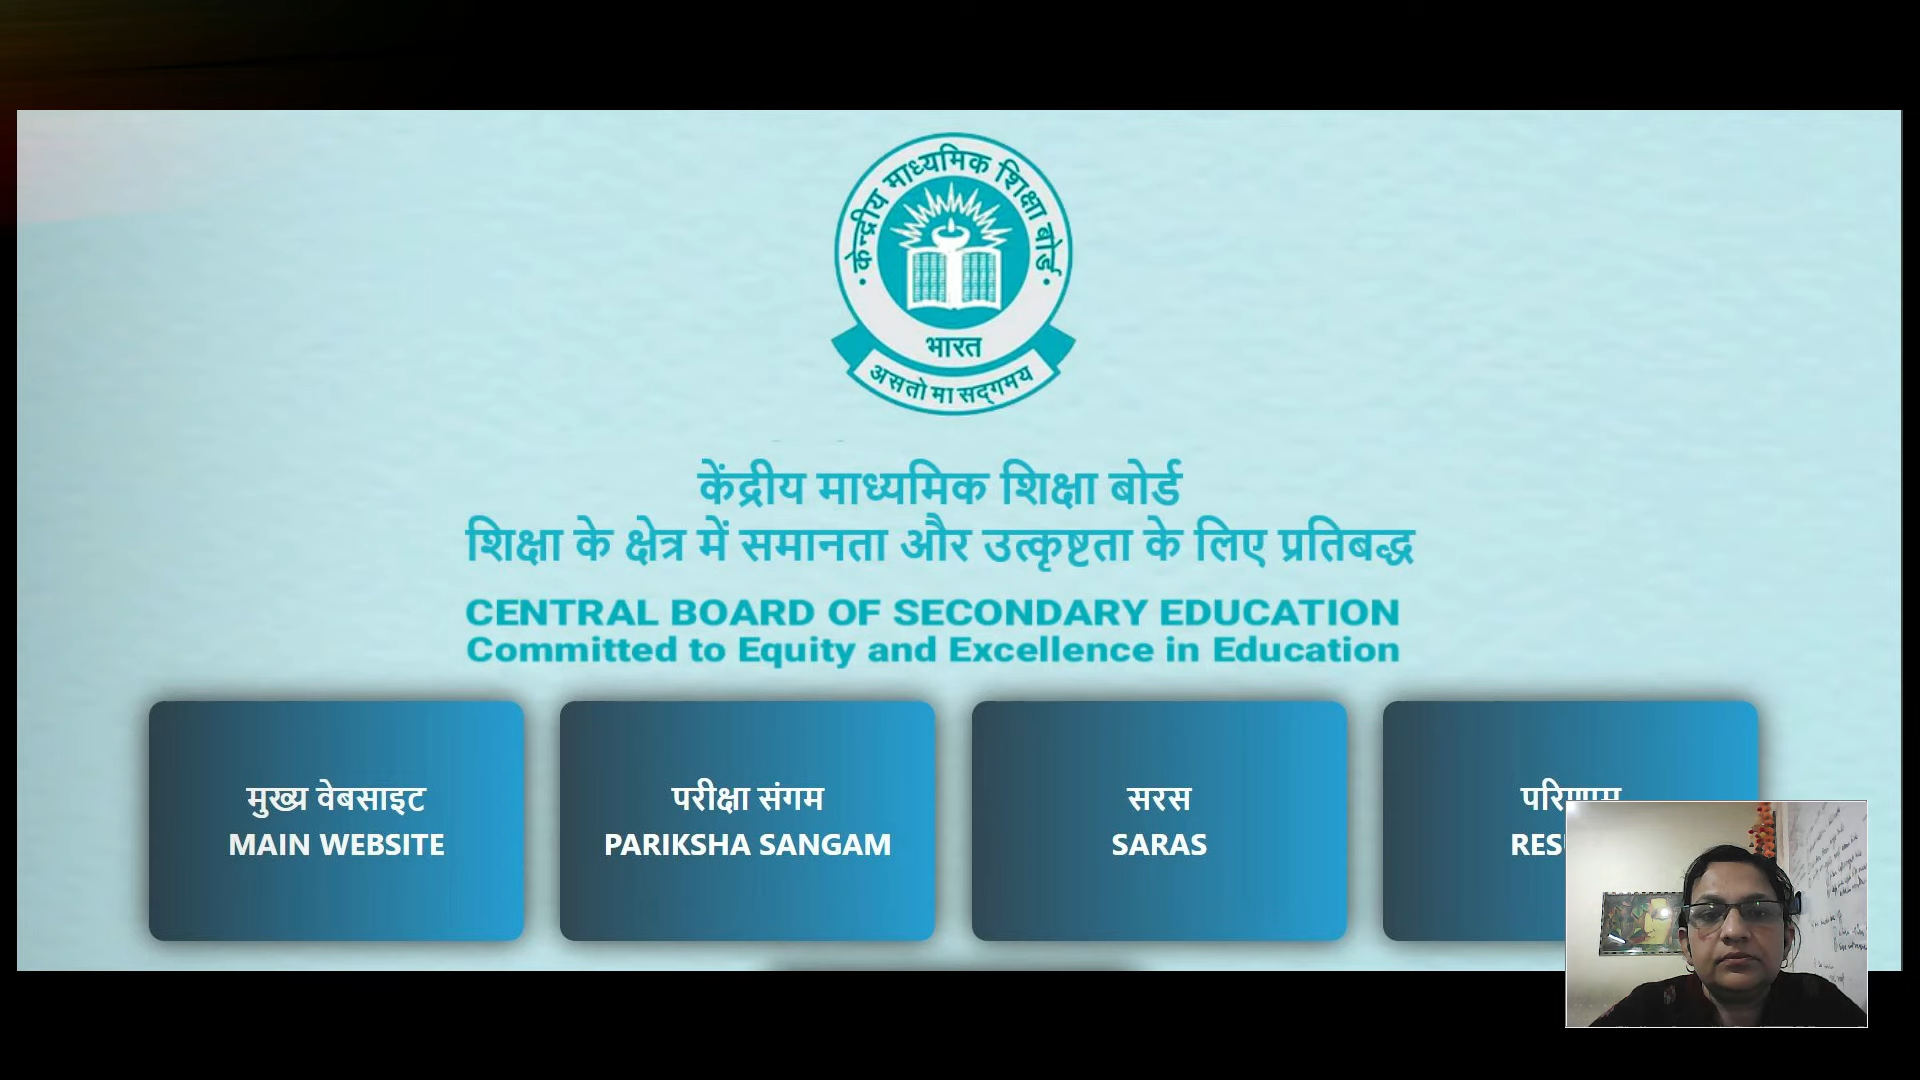 केन्द्रीय माध्यमिक शिक्षा बोर्ड
भारत
असतो मा सद्गमय
केंद्रीय माध्यमिक शिक्षा बोर्ड
शिक्षा के क्षेत्र में समानता और उत्कृष्टता के लिए प्रतिबद्ध
CENTRAL BOARD OF SECONDARY EDUCATION
Committed to Equity and Excellence in Education
मुख्य वेबसाइट
MAIN WEBSITE
परीक्षा संगम
PARIKSHA SANGAM
सरस
SARAS